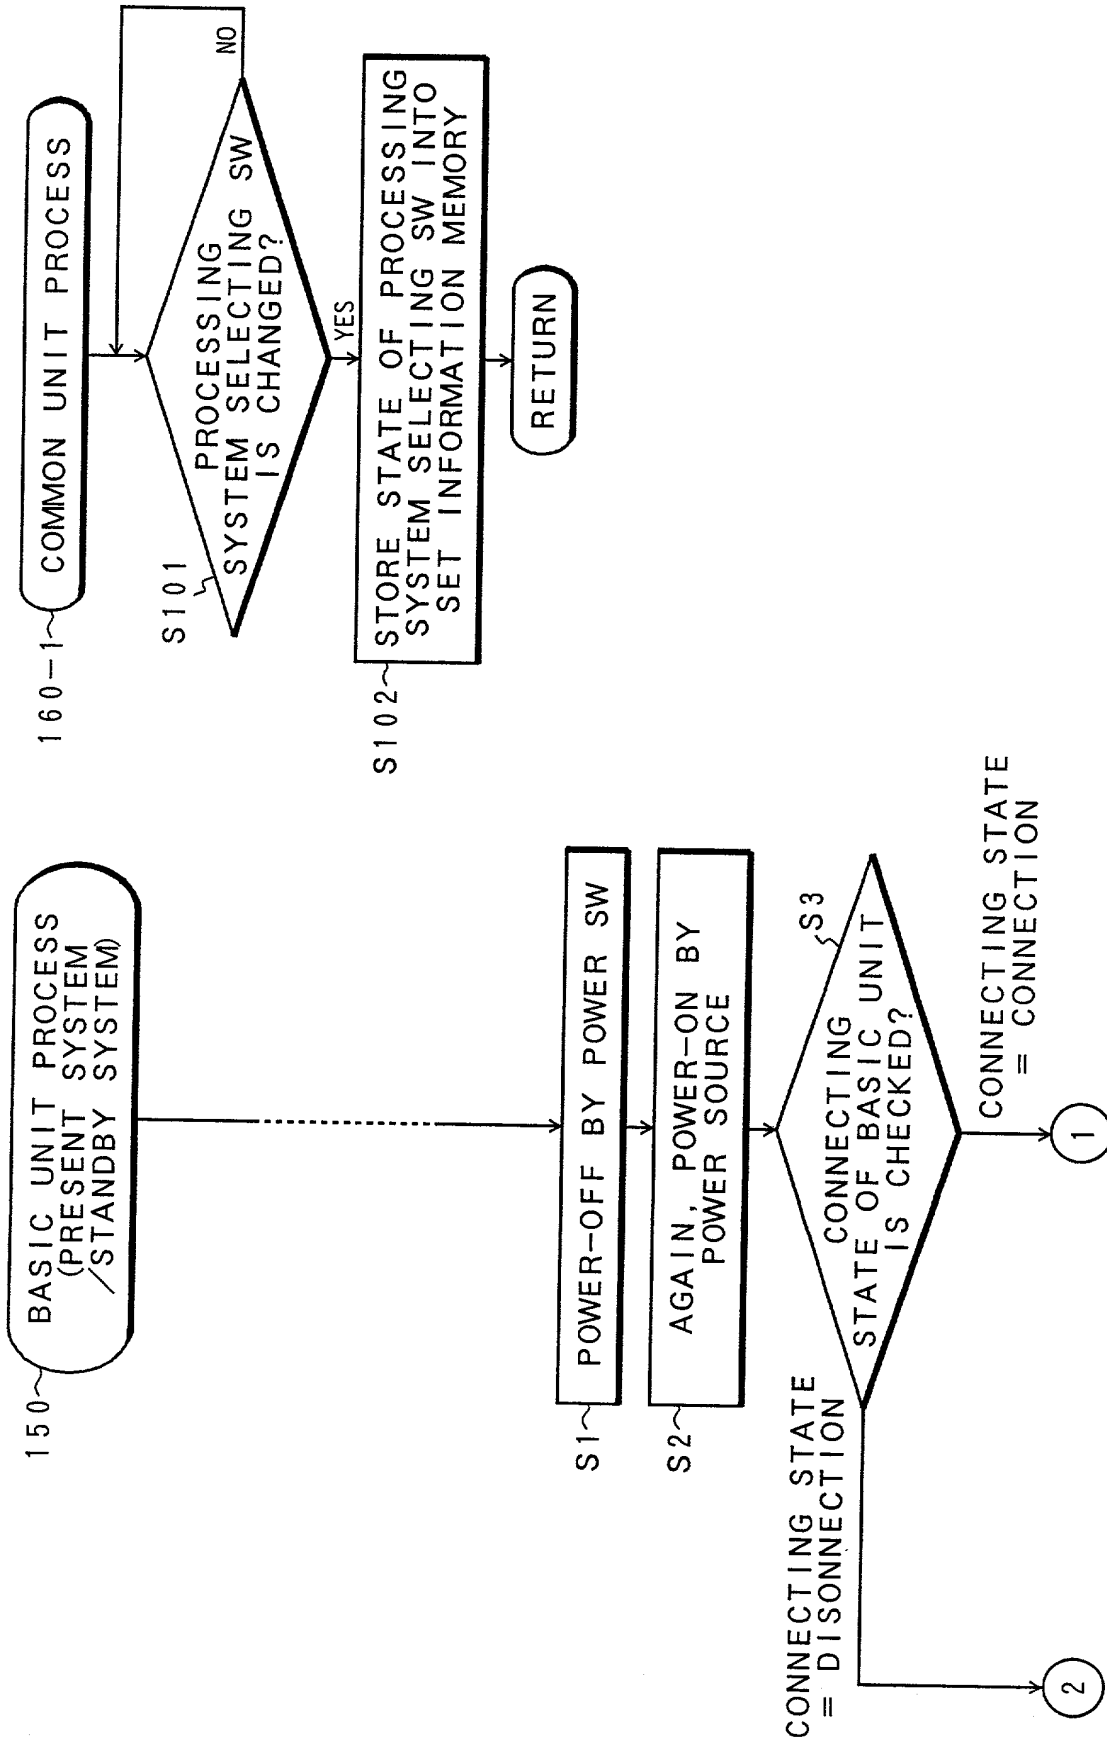 150
BASIC UNIT PROCESS
(PRESENT SYSTEM
/STANDBY SYSTEM)
S1
POWER-OFF BY POWER SW
S2
AGAIN, POWER-ON BY
POWER SOURCE
S3
CONNECTING
STATE OF BASIC UNIT
IS CHECKED?
CONNECTING STATE
= DISONNECTION
2
CONNECTING STATE
= CONNECTION
1
160-1
COMMON UNIT PROCESS
S101
PROCESSING
SYSTEM SELECTING SW
IS CHANGED?
NO
YES
S102
STORE STATE OF PROCESSING
SYSTEM SELECTING SW INTO
SET INFORMATION MEMORY
RETURN